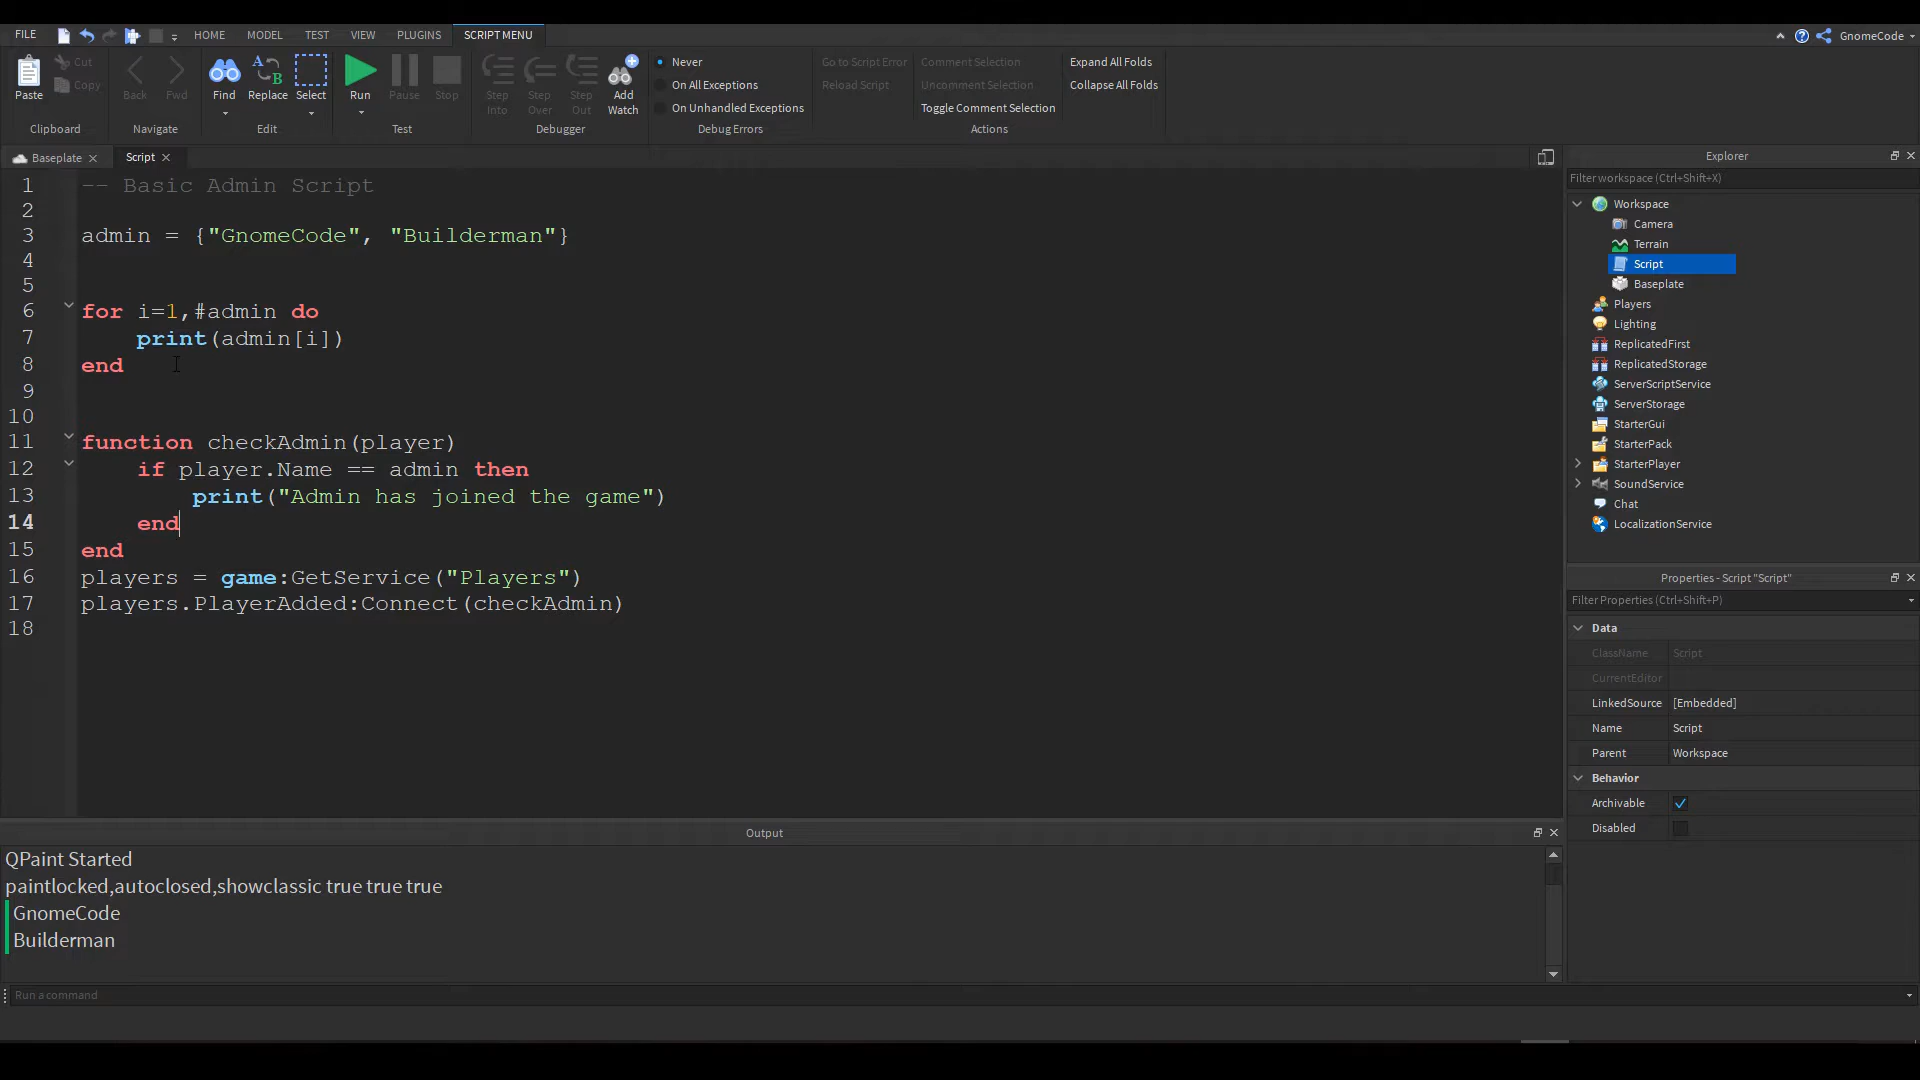 FILE HOME MODEL TEST VIEW PLUGINS SCRIPT MENU GnomeCode
Paste Cut Copy
Clipboard
Back Fwd
Navigate
Find Replace Select
Edit
Run Pause Stop
Test
Step Into Step Over Step Out Add Watch
Debugger
Never
On All Exceptions
On Unhandled Exceptions
Debug Errors
Go to Script Error
Reload Script
Comment Selection
Uncomment Selection
Toggle Comment Selection
Actions
Expand All Folds
Collapse All Folds
Baseplate Script
1 -- Basic Admin Script
2
3 admin = {"GnomeCode", "Builderman"}
4
5
6 for i=1,#admin do
7 print(admin[i])
8 end
9
10
11 function checkAdmin(player)
12 if player.Name == admin then
13 print("Admin has joined the game")
14 end
15 end
16 players = game:GetService("Players")
17 players.PlayerAdded:Connect(checkAdmin)
18
Output
QPaint Started
paintlocked,autoclosed,showclassic true true true
GnomeCode
Builderman
Run a command
Explorer
Filter workspace (Ctrl+Shift+X)
Workspace
Camera
Terrain
Script
Baseplate
Players
Lighting
ReplicatedFirst
ReplicatedStorage
ServerScriptService
ServerStorage
StarterGui
StarterPack
StarterPlayer
SoundService
Chat
LocalizationService
Properties - Script "Script"
Filter Properties (Ctrl+Shift+P)
Data
ClassName Script
CurrentEditor
LinkedSource [Embedded]
Name Script
Parent Workspace
Behavior
Archivable
Disabled